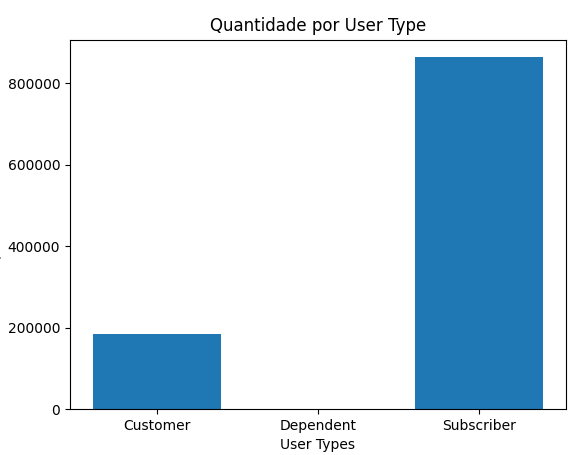 Quantidade por User Type
800000
600000
400000
200000
0
Customer Dependent Subscriber
User Types